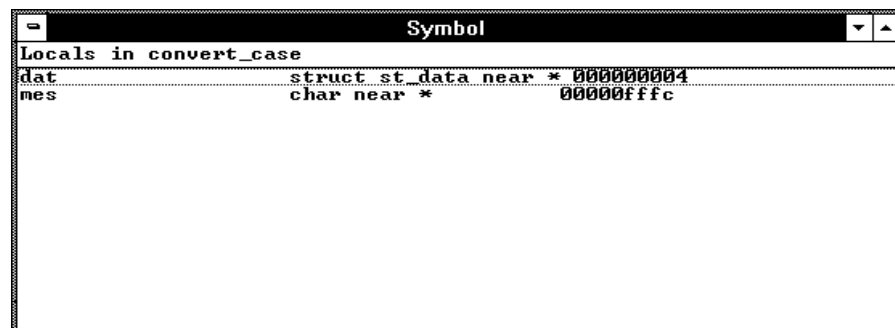 Symbol
Locals in convert_case
dat struct st_data near * 000000004
mes char near * 00000fffc